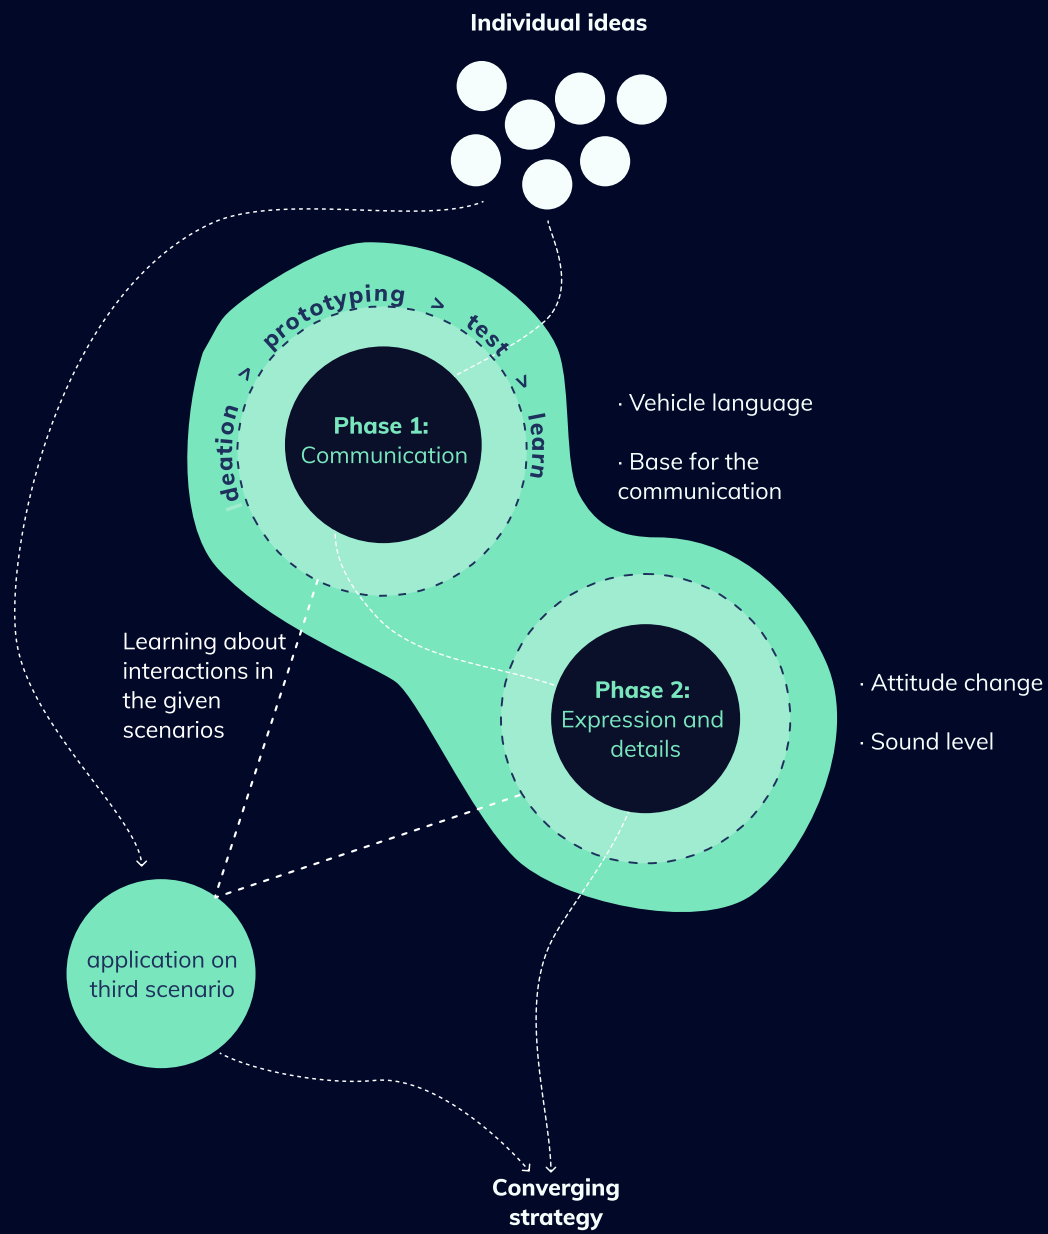 Individual ideas
Ideation > prototyping > test > learn
Phase 1:
Communication
· Vehicle language
· Base for the
communication
Learning about
interactions in
the given
scenarios
Phase 2:
Expression and
details
· Attitude change
· Sound level
application on
third scenario
Converging
strategy